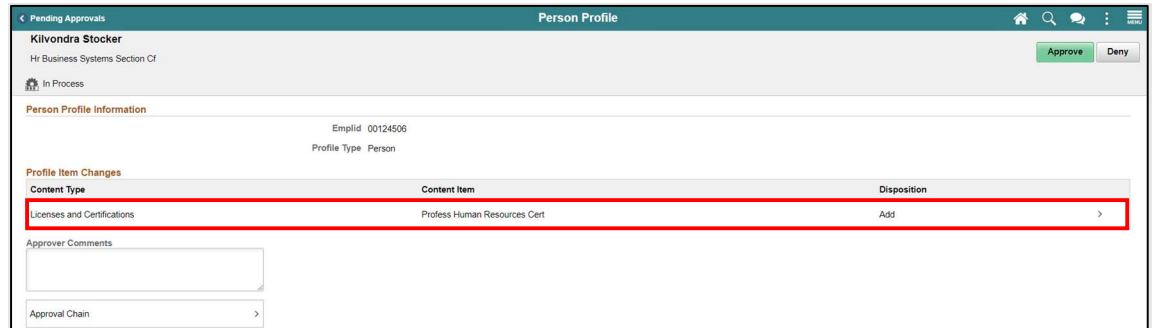 Pending Approvals
Person Profile
MENU
Kilvondra Stocker
Hr Business Systems Section Cf
Approve
Deny
In Process
Person Profile Information
Emplid 00124506
Profile Type Person
Profile Item Changes
Content Type Content Item Disposition
Licenses and Certifications Profess Human Resources Cert Add
Approver Comments
Approval Chain